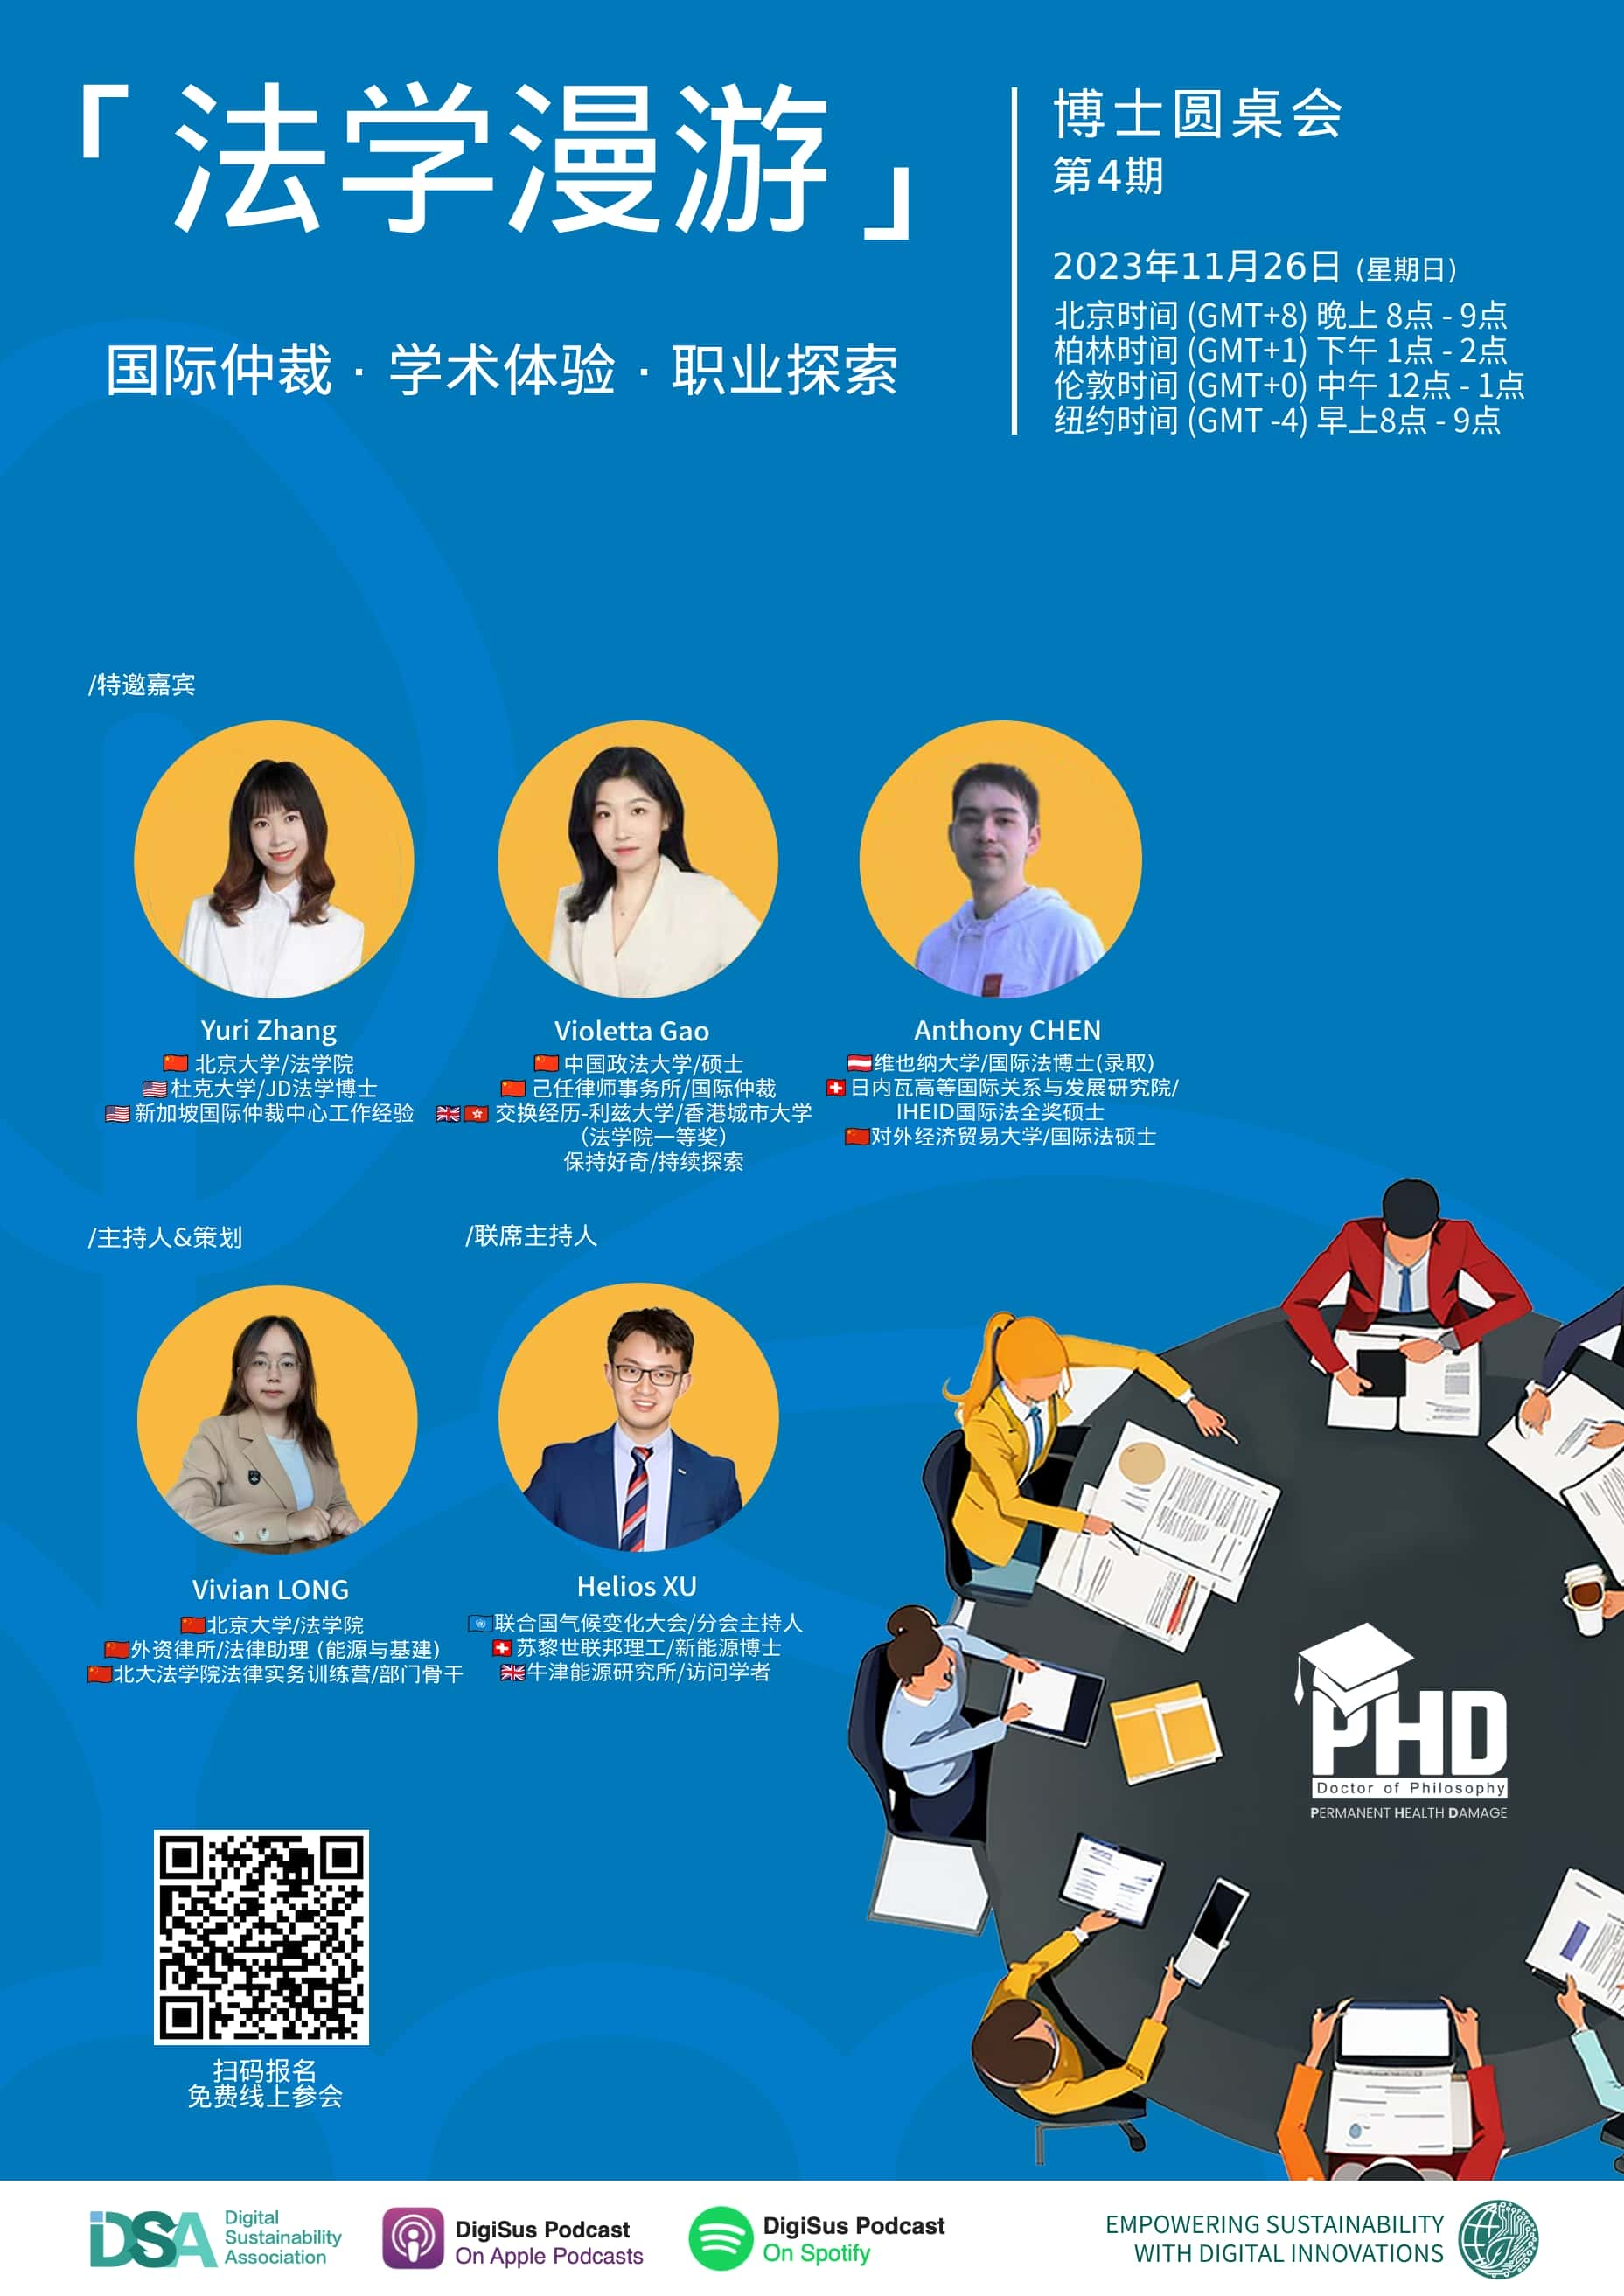 「法学漫游」
国际仲裁 · 学术体验 · 职业探索
博士圆桌会
第4期
2023年11月26日 (星期日)
北京时间 (GMT+8) 晚上 8点 - 9点
柏林时间 (GMT+1) 下午 1点 - 2点
伦敦时间 (GMT+0) 中午 12点 - 1点
纽约时间 (GMT -4) 早上8点 - 9点
/特邀嘉宾
Yuri Zhang
北京大学/法学院
杜克大学/JD法学博士
新加坡国际仲裁中心工作经验
Violetta Gao
中国政法大学/硕士
己任律师事务所/国际仲裁
交换经历-利兹大学/香港城市大学
（法学院一等奖）
保持好奇/持续探索
Anthony CHEN
维也纳大学/国际法博士(录取)
日内瓦高等国际关系与发展研究院/
IHEID国际法全奖硕士
对外经济贸易大学/国际法硕士
/主持人&策划
Vivian LONG
北京大学/法学院
外资律所/法律助理 (能源与基建)
北大法学院法律实务训练营/部门骨干
/联席主持人
Helios XU
联合国气候变化大会/分会主持人
苏黎世联邦理工/新能源博士
牛津能源研究所/访问学者
PHD
Doctor of Philosophy
PERMANENT HEALTH DAMAGE
扫码报名
免费线上参会
iDSA
Digital
Sustainability
Association
DigiSus Podcast
On Apple Podcasts
DigiSus Podcast
On Spotify
EMPOWERING SUSTAINABILITY
WITH DIGITAL INNOVATIONS